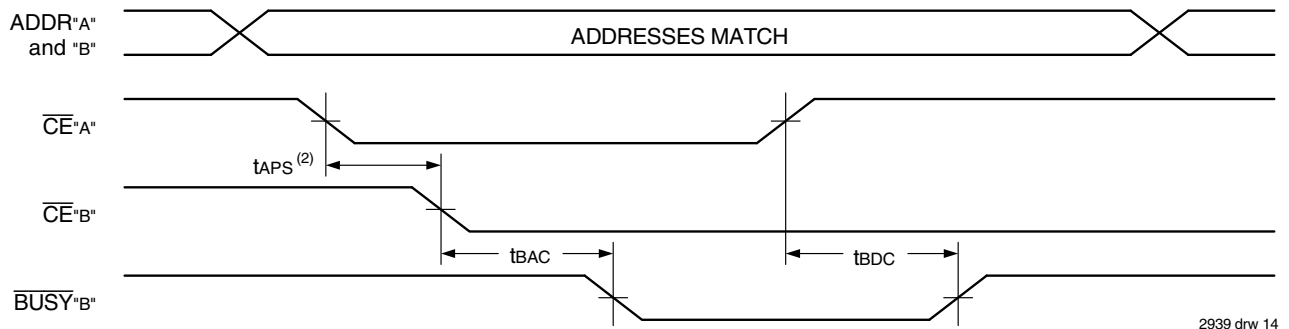 ADDR"A"
and "B"
ADDRESSES MATCH
CE"A"
tAPS (2)
CE"B"
tBAC
tBDC
BUSY"B"
2939 drw 14